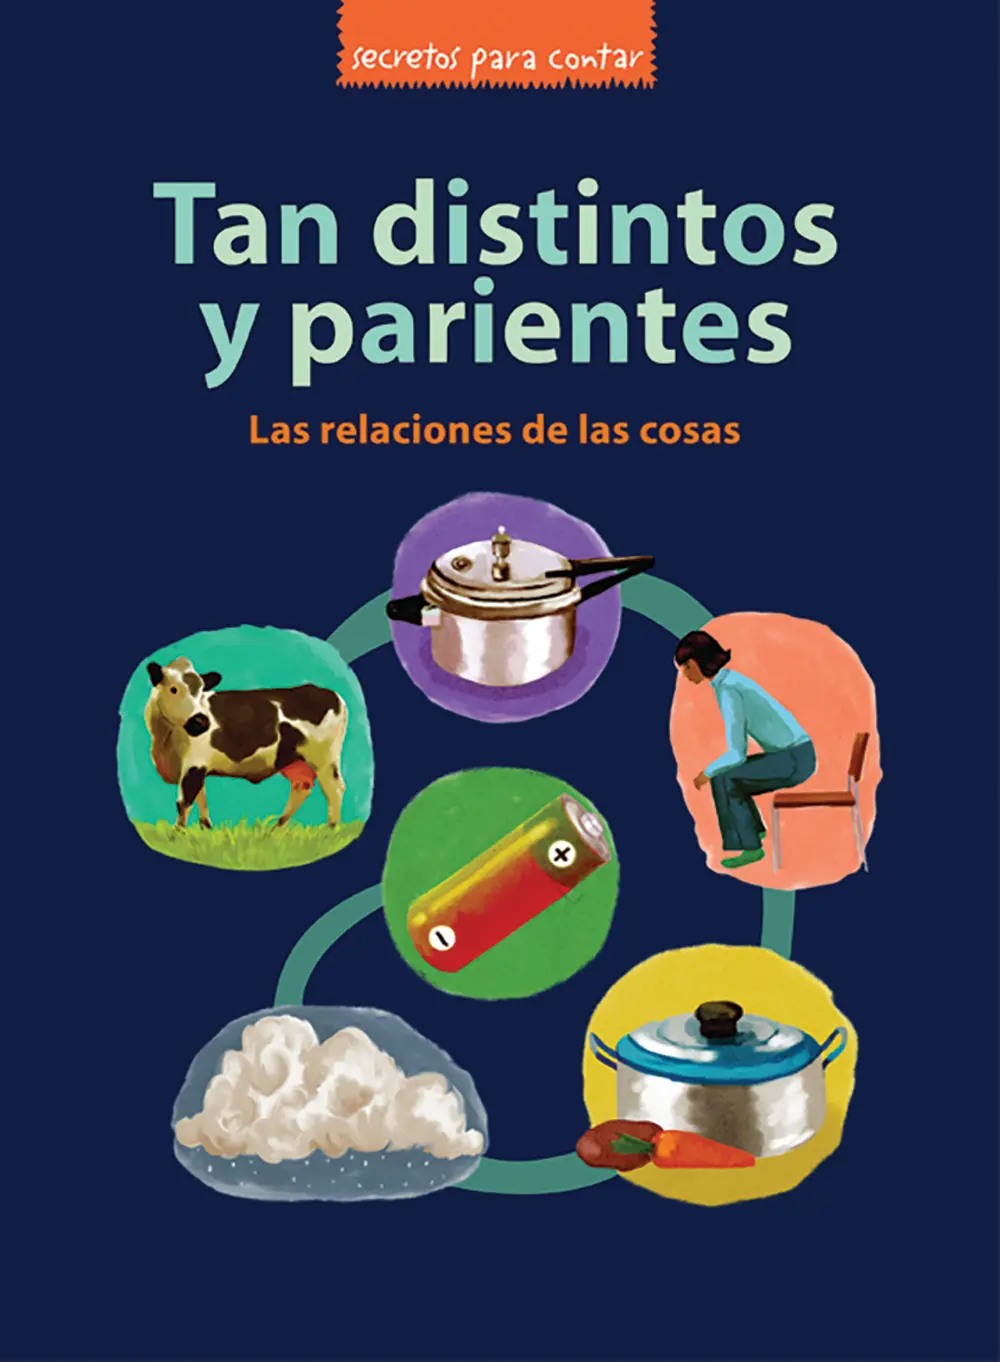 secretos para contar
Tan distintos
y parientes
Las relaciones de las cosas
+
-